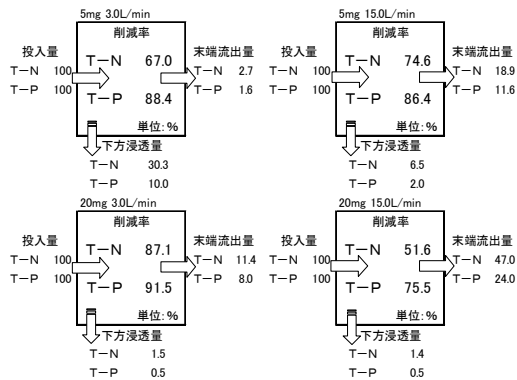 5mg 3.0L/min
削減率
投入量
T－N 100
T－P 100
T－N 67.0
T－P 88.4
単位:%
末端流出量
T－N 2.7
T－P 1.6
下方浸透量
T－N 30.3
T－P 10.0
5mg 15.0L/min
削減率
投入量
T－N 100
T－P 100
T－N 74.6
T－P 86.4
単位:%
末端流出量
T－N 18.9
T－P 11.6
下方浸透量
T－N 6.5
T－P 2.0
20mg 3.0L/min
削減率
投入量
T－N 100
T－P 100
T－N 87.1
T－P 91.5
単位:%
末端流出量
T－N 11.4
T－P 8.0
下方浸透量
T－N 1.5
T－P 0.5
20mg 15.0L/min
削減率
投入量
T－N 100
T－P 100
T－N 51.6
T－P 75.5
単位:%
末端流出量
T－N 47.0
T－P 24.0
下方浸透量
T－N 1.4
T－P 0.5